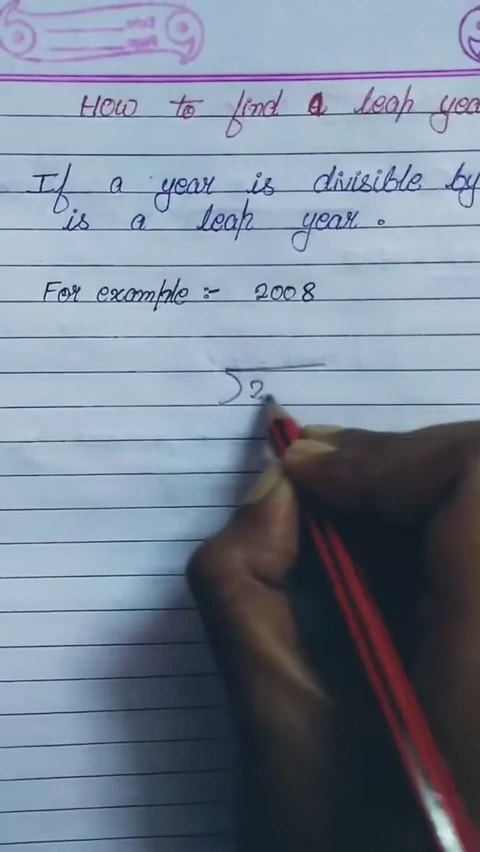 How to find a leap yea
If a year is divisible by
is a leap year.
For example :- 2008
2